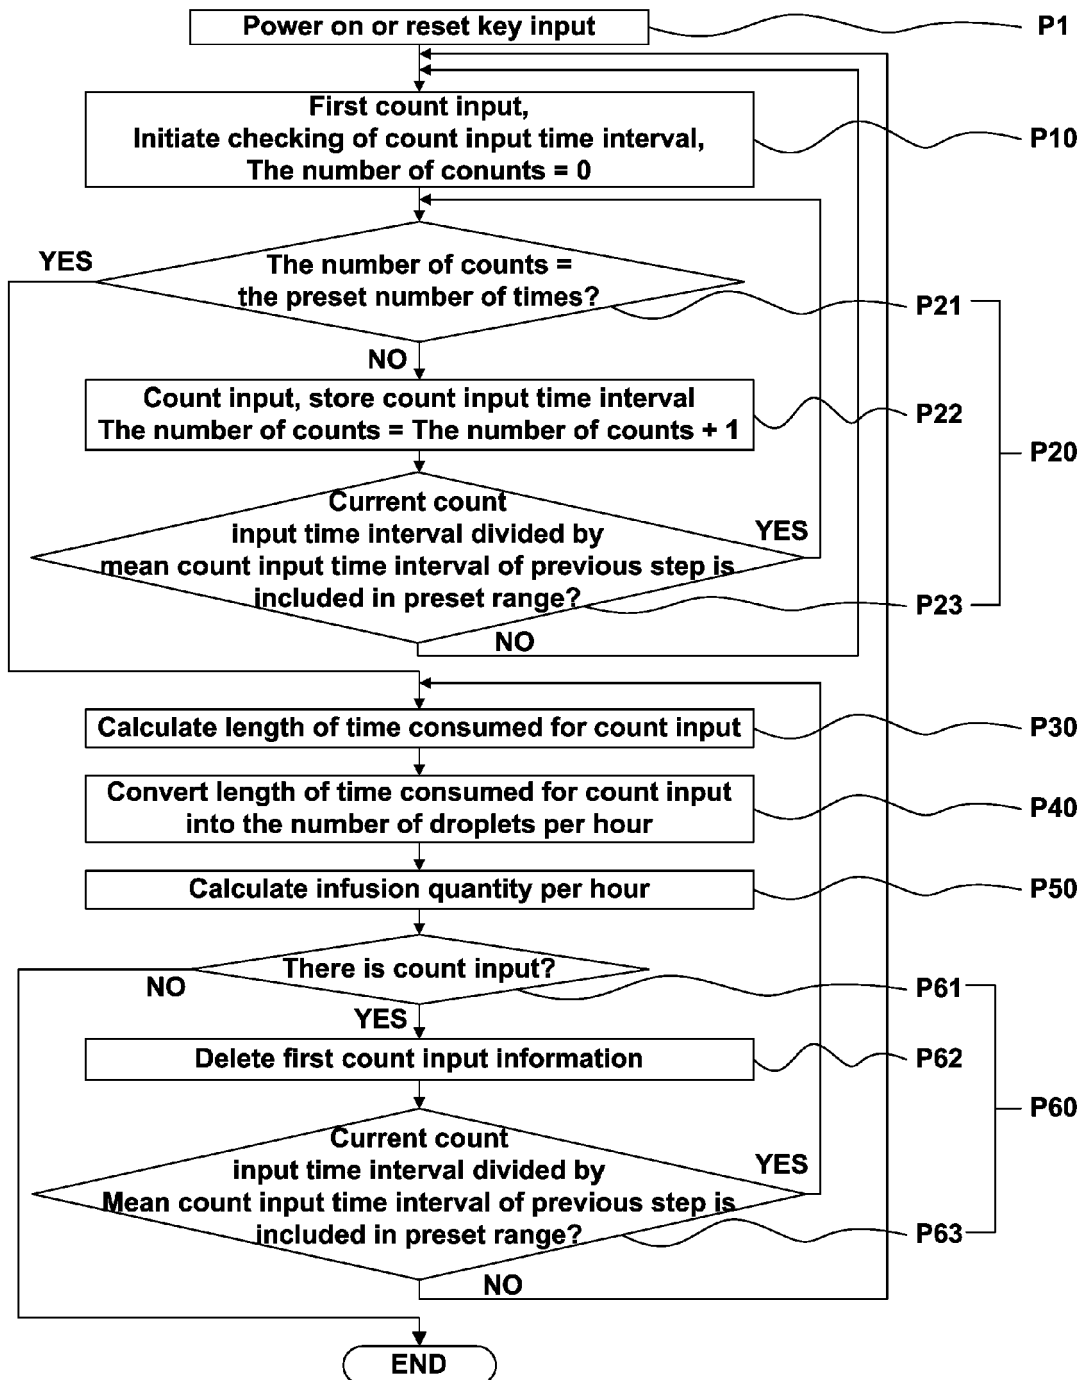 Power on or reset key input
P1
First count input,
Initiate checking of count input time interval,
The number of conunts = 0
P10
YES
The number of counts =
the preset number of times?
P21
NO
Count input, store count input time interval
The number of counts = The number of counts + 1
P22
P20
Current count
input time interval divided by
mean count input time interval of previous step is
included in preset range?
YES
P23
NO
Calculate length of time consumed for count input
P30
Convert length of time consumed for count input
into the number of droplets per hour
P40
Calculate infusion quantity per hour
P50
There is count input?
NO
P61
YES
Delete first count input information
P62
P60
Current count
input time interval divided by
Mean count input time interval of previous step is
included in preset range?
YES
P63
NO
END